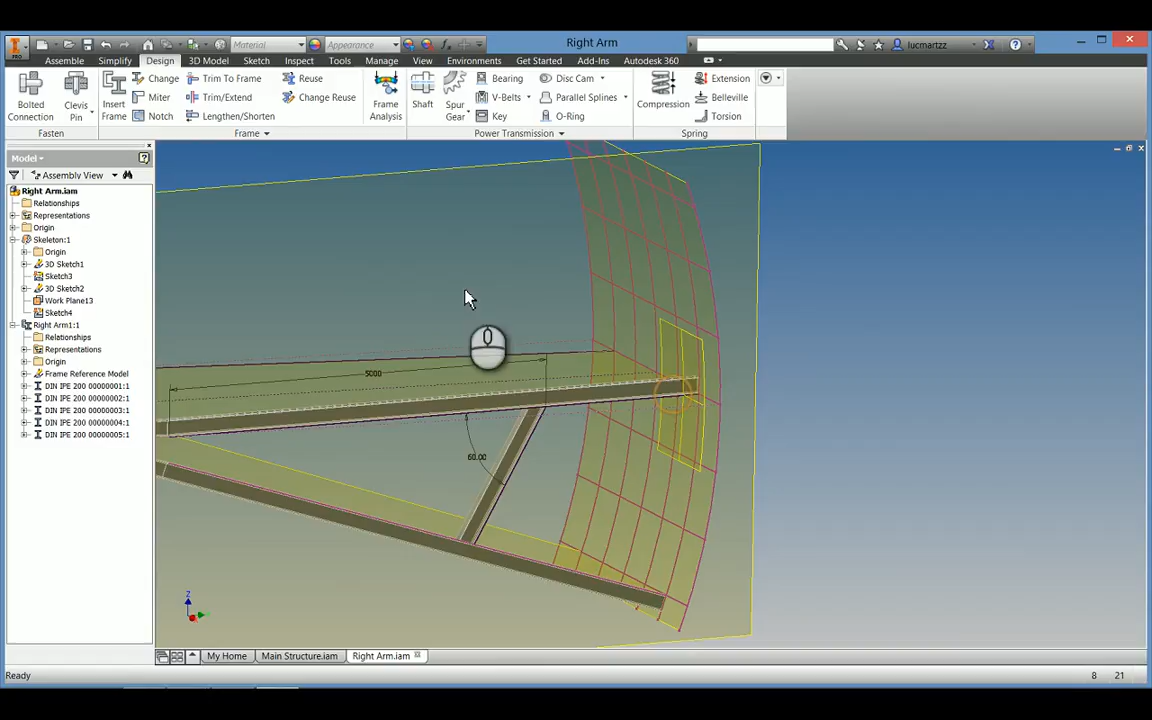 I
PRO
Material
Appearance
Right Arm
lucmartzz
Assemble Simplify Design 3D Model Sketch Inspect Tools Manage View Environments Get Started Add-Ins Autodesk 360
Bolted Connection
Clevis Pin
Fasten
Insert Frame
Change
Miter
Notch
Trim To Frame
Trim/Extend
Lengthen/Shorten
Reuse
Change Reuse
Frame Analysis
Frame
Shaft
Spur Gear
Bearing
V-Belts
Key
Disc Cam
Parallel Splines
O-Ring
Power Transmission
Compression
Extension
Belleville
Torsion
Spring
Model
Assembly View
Right Arm.iam
Relationships
Representations
Origin
Skeleton:1
Origin
3D Sketch1
Sketch3
3D Sketch2
Work Plane13
Sketch4
Right Arm1:1
Relationships
Representations
Origin
Frame Reference Model
DIN IPE 200 00000001:1
DIN IPE 200 00000002:1
DIN IPE 200 00000003:1
DIN IPE 200 00000004:1
DIN IPE 200 00000005:1
5000
60.00
Z
My Home Main Structure.iam Right Arm.iam
Ready 8 21